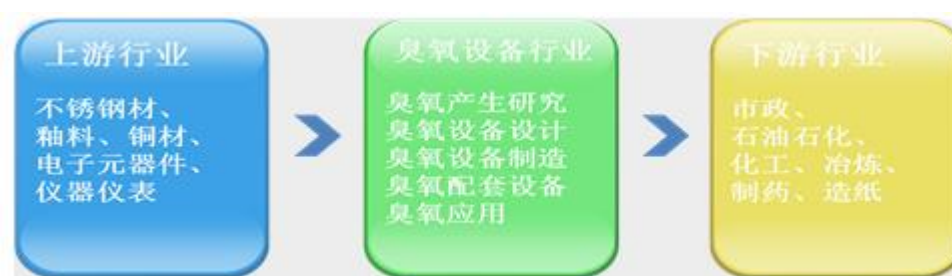 上游行业
不锈钢材、
釉料、铜材、
电子元器件、
仪器仪表
臭氧设备行业
臭氧产生研究
臭氧设备设计
臭氧设备制造
臭氧配套设备
臭氧应用
下游行业
市政、
石油石化、
化工、冶炼、
制药、造纸